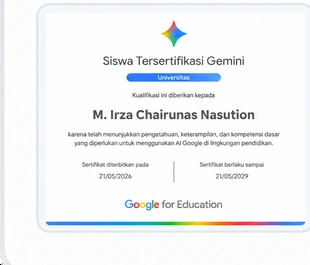 Siswa Tersertifikasi Gemini
Universitas
Kualifikasi ini diberikan kepada
M. Irza Chairunas Nasution
karena telah menunjukkan pengetahuan, keterampilan, dan kompetensi dasar
yang diperlukan untuk menggunakan AI Google di lingkungan pendidikan.
Sertifikat diterbitkan pada
21/05/2026
Sertifikat berlaku sampai
21/05/2029
Google for Education